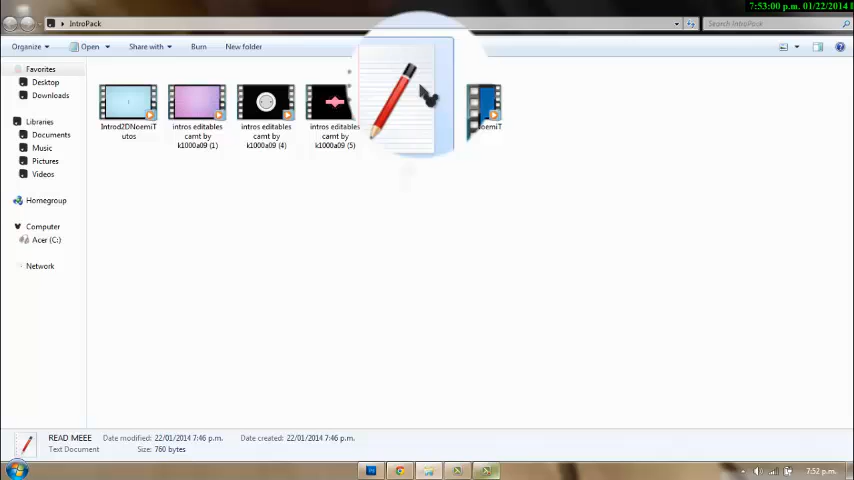 7:53:00 p.m. 01/22/2014
IntroPack
Search IntroPack
Organize
Open
Share with
Burn
New folder
Favorites
Desktop
Downloads
Libraries
Documents
Music
Pictures
Videos
Homegroup
Computer
Acer (C:)
Network
Introd2DNoemiT
utos
intros editables
camt by
k1000a09 (1)
intros editables
camt by
k1000a09 (4)
intros editables
camt by
k1000a09 (5)
READ MEEE
Date modified: 22/01/2014 7:46 p.m.
Date created: 22/01/2014 7:46 p.m.
Text Document
Size: 760 bytes
7:52 p.m.